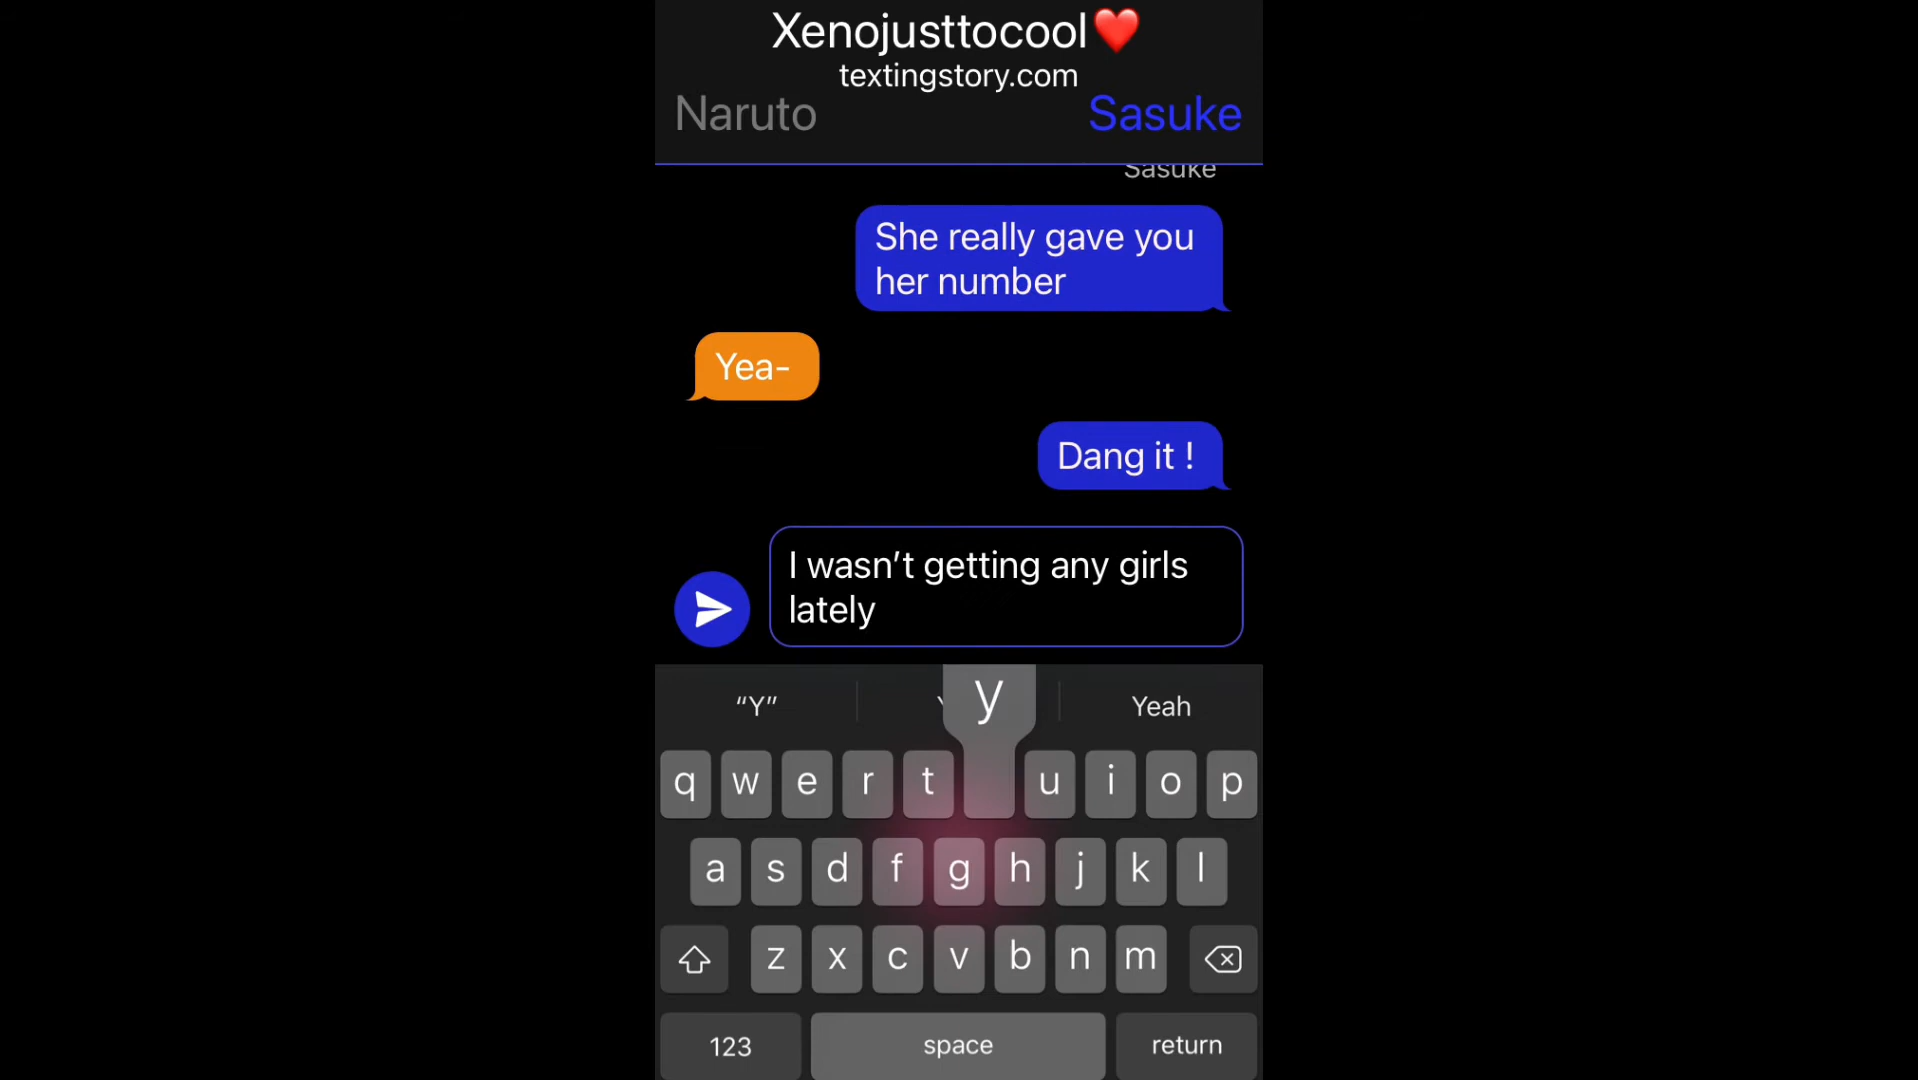 Xenojusttocool❤️
textingstory.com
Naruto
Sasuke
Sasuke
She really gave you
her number
Yea-
Dang it !
I wasn’t getting any girls
lately
“Y”
y
Yeah
q w e r t u i o p
a s d f g h j k l
z x c v b n m
123
space
return